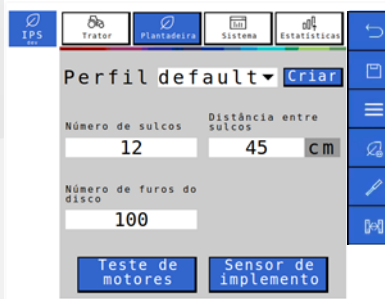 IPS
dev
Trator
Plantadeira
Sistema
Estatísticas
Perfil default Criar
Número de sulcos
Distância entre
sulcos
12
45 cm
Número de furos do
disco
100
Teste de
motores
Sensor de
implemento